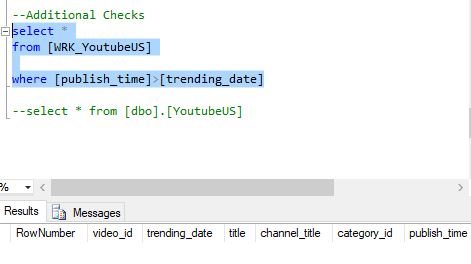 --Additional Checks
select *
from [WRK_YoutubeUS]
where [publish_time]>[trending_date]
--select * from [dbo].[YoutubeUS]
%
Results Messages
RowNumber video_id trending_date title channel_title category_id publish_time